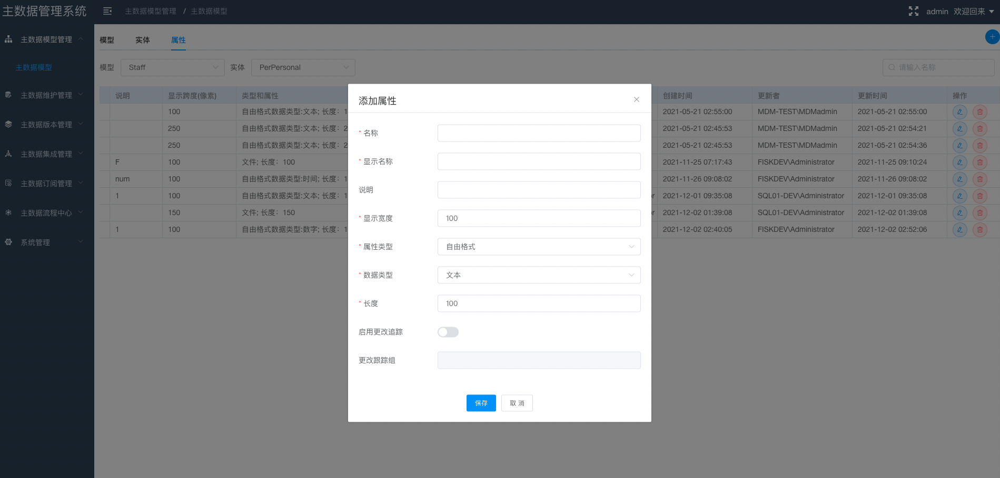 主数据管理系统
主数据模型管理 / 主数据模型
admin 欢迎回来
主数据模型管理
主数据模型
主数据维护管理
主数据版本管理
主数据集成管理
主数据订阅管理
主数据流程中心
系统管理
模型 实体 属性
模型 Staff 实体 PerPersonal 请输入名称
说明 显示跨度(像素) 类型和属性 创建时间 更新者 更新时间 操作
100 自由格式数据类型:文本; 长度：1 2021-05-21 02:55:00 MDM-TEST\MDMadmin 2021-05-21 02:55:00
250 自由格式数据类型:文本; 长度：2 2021-05-21 02:45:53 MDM-TEST\MDMadmin 2021-05-21 02:54:21
250 自由格式数据类型:文本; 长度：2 2021-05-21 02:45:53 MDM-TEST\MDMadmin 2021-05-21 02:54:36
F 100 文件; 长度：100 2021-11-25 07:17:43 FISKDEV\Administrator 2021-11-25 09:10:24
num 100 自由格式数据类型:时间; 长度：1 2021-11-26 09:08:02 FISKDEV\Administrator 2021-11-26 09:08:02
1 100 自由格式数据类型:文本; 长度：1 or 2021-12-01 09:35:08 SQL01-DEV\Administrator 2021-12-01 09:35:08
150 文件; 长度：150 or 2021-12-02 01:39:08 SQL01-DEV\Administrator 2021-12-02 01:39:08
1 100 自由格式数据类型:数字; 长度：1 2021-12-02 02:40:05 FISKDEV\Administrator 2021-12-02 02:52:06
添加属性
* 名称
* 显示名称
说明
* 显示宽度 100
* 属性类型 自由格式
* 数据类型 文本
* 长度 100
启用更改追踪
更改跟踪组
保存 取消